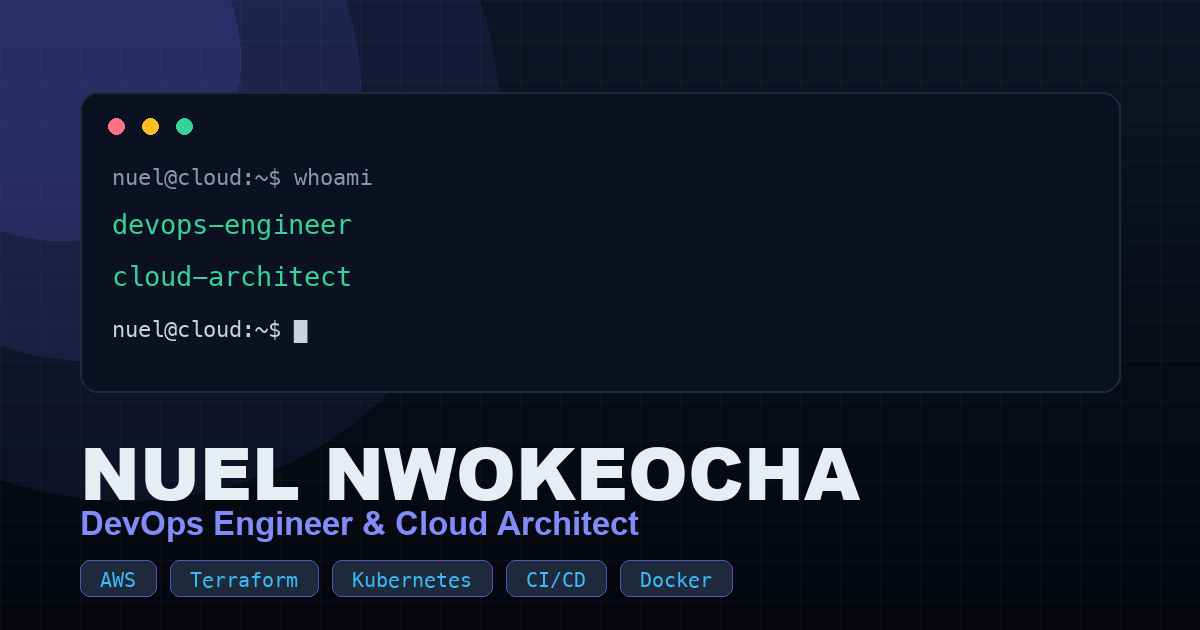 nuel@cloud:~$ whoami
devops-engineer
cloud-architect
nuel@cloud:~$
NUEL NWOKEOCHA
DevOps Engineer & Cloud Architect
AWS Terraform Kubernetes CI/CD Docker